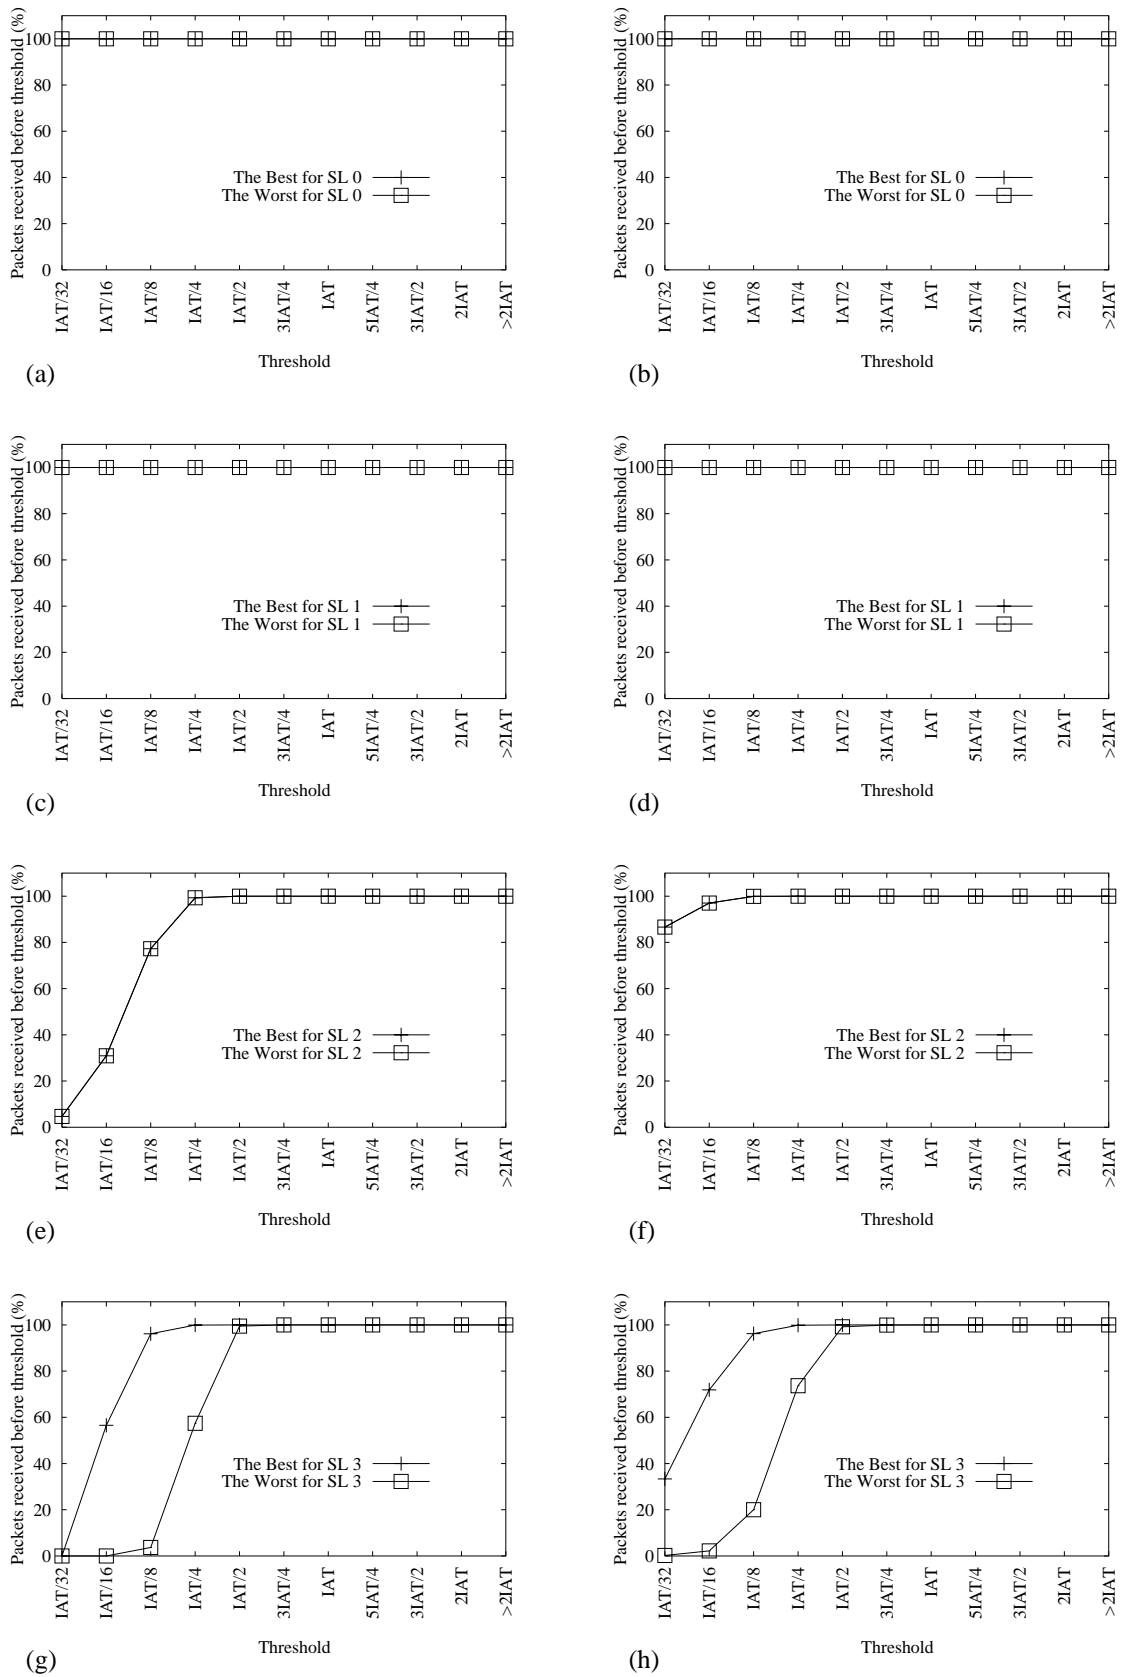 Packets received before threshold (%)
100
80
60
40
20
0
The Best for SL 0
The Worst for SL 0
IAT/32
IAT/16
IAT/8
IAT/4
IAT/2
3IAT/4
IAT
5IAT/4
3IAT/2
2IAT
>2IAT
Threshold
(a)
Packets received before threshold (%)
100
80
60
40
20
0
The Best for SL 0
The Worst for SL 0
IAT/32
IAT/16
IAT/8
IAT/4
IAT/2
3IAT/4
IAT
5IAT/4
3IAT/2
2IAT
>2IAT
Threshold
(b)
Packets received before threshold (%)
100
80
60
40
20
0
The Best for SL 1
The Worst for SL 1
IAT/32
IAT/16
IAT/8
IAT/4
IAT/2
3IAT/4
IAT
5IAT/4
3IAT/2
2IAT
>2IAT
Threshold
(c)
Packets received before threshold (%)
100
80
60
40
20
0
The Best for SL 1
The Worst for SL 1
IAT/32
IAT/16
IAT/8
IAT/4
IAT/2
3IAT/4
IAT
5IAT/4
3IAT/2
2IAT
>2IAT
Threshold
(d)
Packets received before threshold (%)
100
80
60
40
20
0
The Best for SL 2
The Worst for SL 2
IAT/32
IAT/16
IAT/8
IAT/4
IAT/2
3IAT/4
IAT
5IAT/4
3IAT/2
2IAT
>2IAT
Threshold
(e)
Packets received before threshold (%)
100
80
60
40
20
0
The Best for SL 2
The Worst for SL 2
IAT/32
IAT/16
IAT/8
IAT/4
IAT/2
3IAT/4
IAT
5IAT/4
3IAT/2
2IAT
>2IAT
Threshold
(f)
Packets received before threshold (%)
100
80
60
40
20
0
The Best for SL 3
The Worst for SL 3
IAT/32
IAT/16
IAT/8
IAT/4
IAT/2
3IAT/4
IAT
5IAT/4
3IAT/2
2IAT
>2IAT
Threshold
(g)
Packets received before threshold (%)
100
80
60
40
20
0
The Best for SL 3
The Worst for SL 3
IAT/32
IAT/16
IAT/8
IAT/4
IAT/2
3IAT/4
IAT
5IAT/4
3IAT/2
2IAT
>2IAT
Threshold
(h)